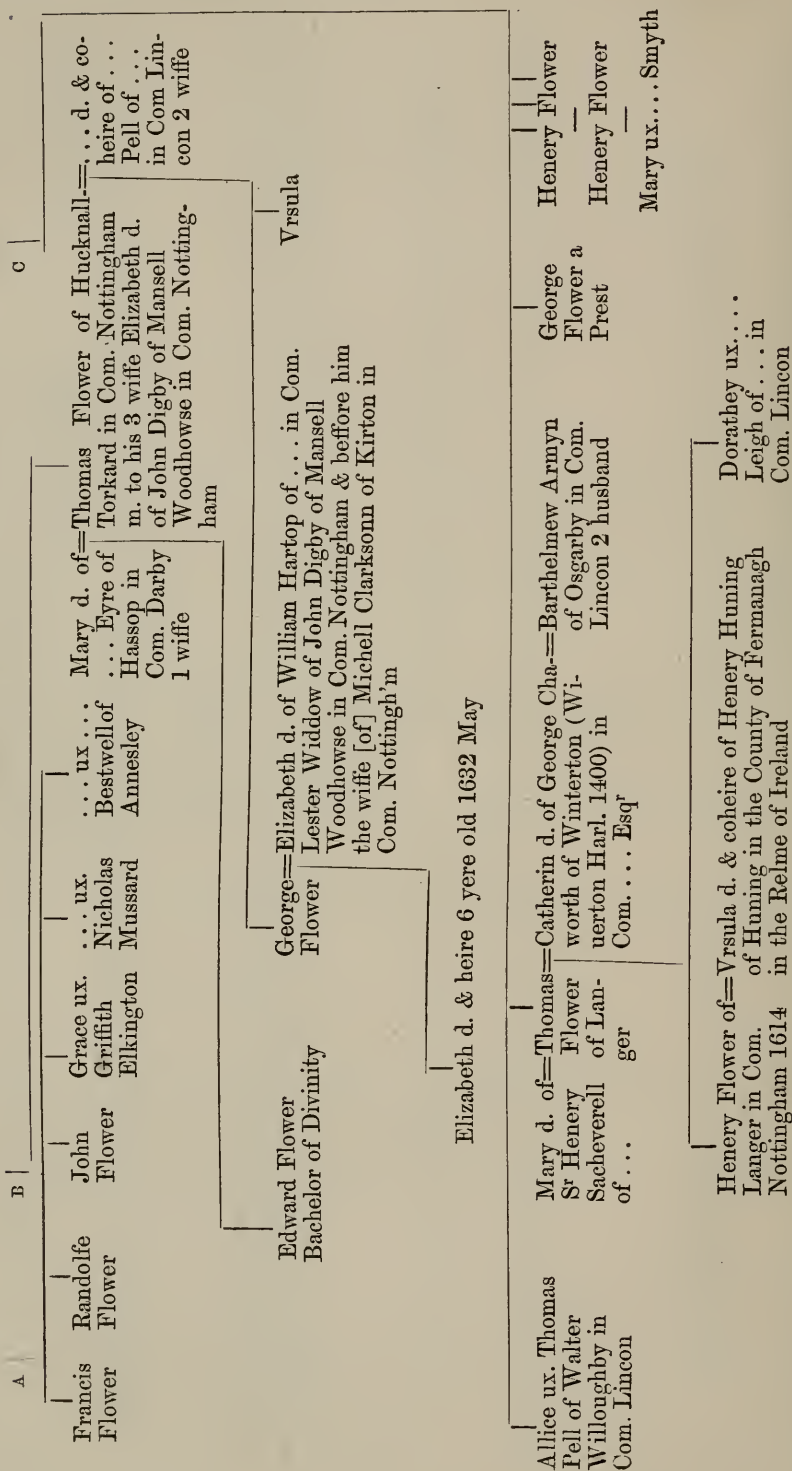 A
B
C
Francis
Flower
Randolfe
Flower
John
Flower
Grace ux.
Griffith
Elkington
... ux.
Nicholas
Mussard
... ux ...
Bestwell of
Annesley
Mary d. of=Thomas Flower of Hucknall-=... d. & co-
... Eyre of
Hassop in
Com. Darby
1 wiffe
Torkard in Com. Nottingham
m. to his 3 wiffe Elizabeth d.
of John Digby of Mansell
Woodhowse in Com. Notting-
ham
heire of ...
Pell of ...
in Com Lin-
con 2 wiffe
Edward Flower
Bachelor of Divinity
George=Elizabeth d. of William Hartop of .... in Com.
Flower
Lester Widdow of John Digby of Mansell
Woodhowse in Com. Nottingham & beffore him
the wiffe [of] Michell Clarksonn of Kirton in
Com. Nottingh'm
Vrsula
Elizabeth d. & heire 6 yere old 1632 May
Allice ux. Thomas
Pell of Walter
Willoughby in
Com. Lincon
Mary d. of=Thomas=Catherin d. of George Cha-=Barthelmew Armyn
Sr Henery
Sacheverell
of ...
Flower
of Lan-
ger
worth of Winterton (Wi-
uerton Harl. 1400) in
Com.... Esqr
of Osgarby in Com.
Lincon 2 husband
George
Flower a
Prest
Henery Flower
Henery Flower
Mary ux.... Smyth
Henery Flower of=Vrsula d. & coheire of Henery Huning
Langer in Com.
Nottingham 1614
of Huning in the County of Fermanagh
in the Relme of Ireland
Dorathey ux....
Leigh of ... in
Com. Lincon